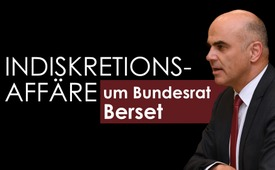 INDISKRETIONS-
AFFÄRE um Bundesrat
Berset